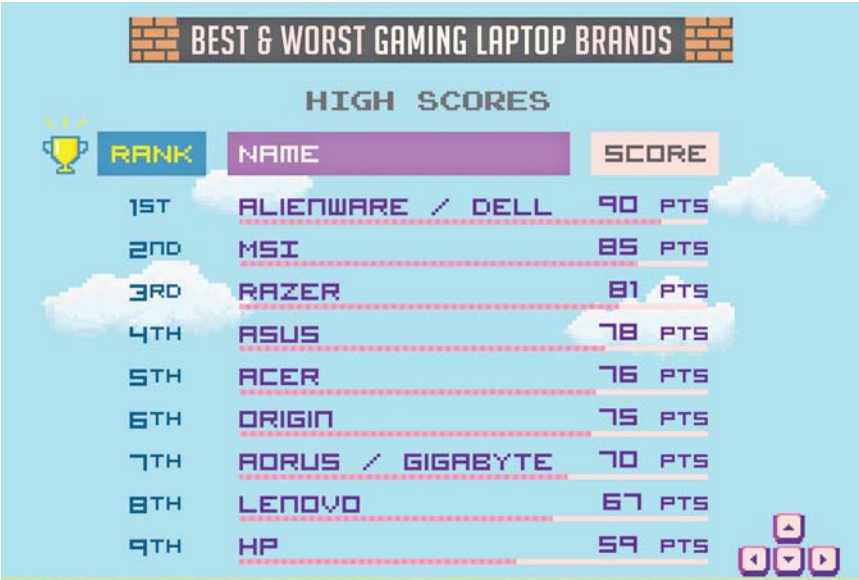 BEST & WORST GAMING LAPTOP BRANDS
HIGH SCORES
RANK NAME SCORE
1ST ALIENWARE / DELL 90 PTS
2ND MSI 85 PTS
3RD RAZER 81 PTS
4TH ASUS 78 PTS
5TH ACER 76 PTS
6TH ORIGIN 75 PTS
7TH AORUS / GIGABYTE 70 PTS
8TH LENOVO 67 PTS
9TH HP 59 PTS